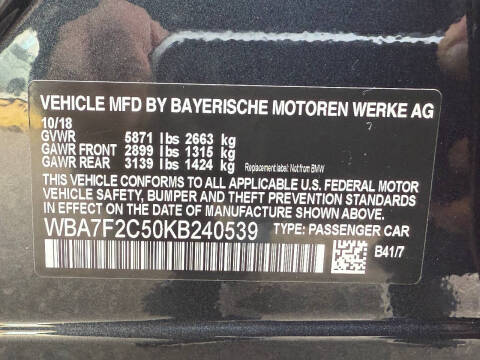 VEHICLE MFD BY BAYERISCHE MOTOREN WERKE AG
10/18
GVWR 5871 lbs 2663 kg
GAWR FRONT 2899 lbs 1315 kg
GAWR REAR 3139 lbs 1424 kg Replacement label: Not from BMW
THIS VEHICLE CONFORMS TO ALL APPLICABLE U.S. FEDERAL MOTOR
VEHICLE SAFETY, BUMPER AND THEFT PREVENTION STANDARDS
IN EFFECT ON THE DATE OF MANUFACTURE SHOWN ABOVE.
WBA7F2C50KB240539 TYPE: PASSENGER CAR
B41/7